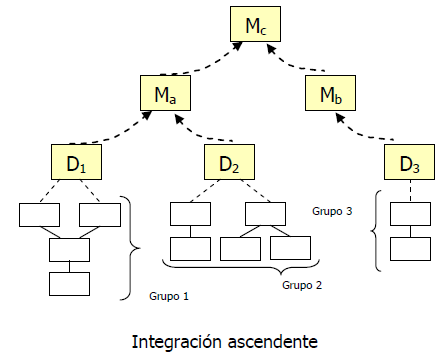 Mc
Ma
Mb
D1
D2
D3
Grupo 3
Grupo 2
Grupo 1
Integración ascendente